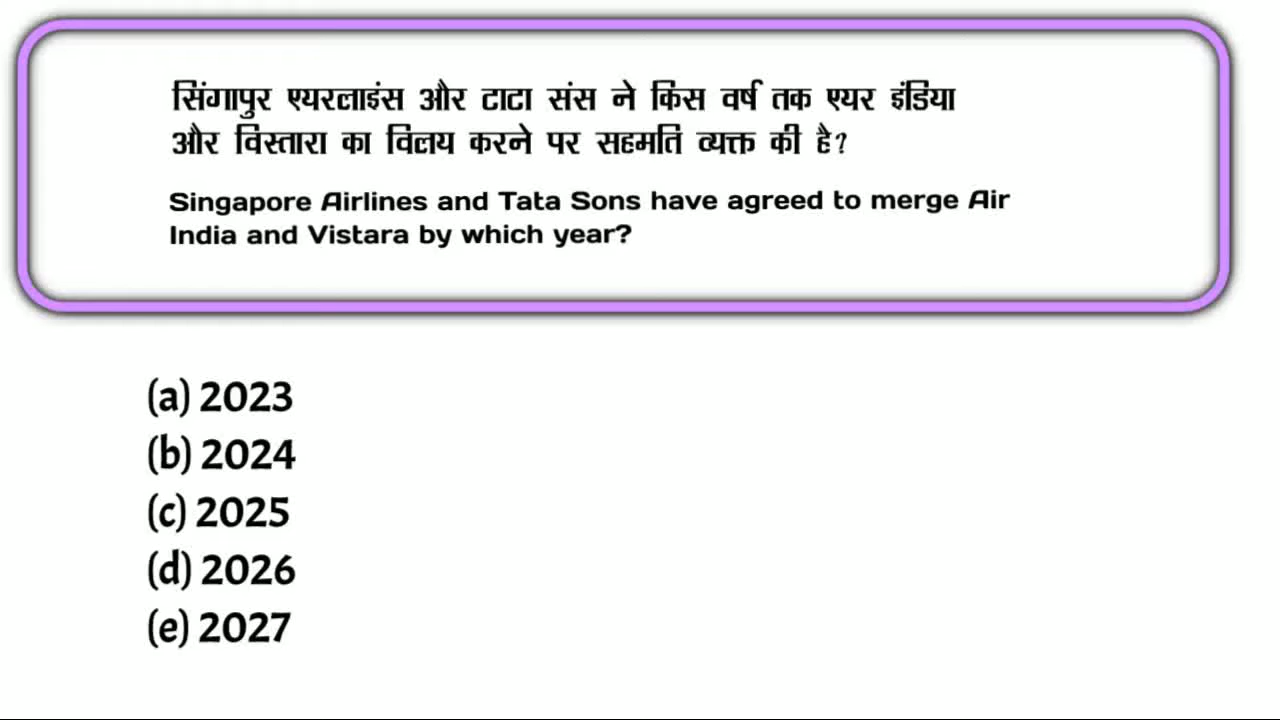 सिंगापुर एयरलाइंस और टाटा संस ने किस वर्ष तक एयर इंडिया
और विस्तारा का विलय करने पर सहमति व्यक्त की है?
Singapore Airlines and Tata Sons have agreed to merge Air
India and Vistara by which year?
(a) 2023
(b) 2024
(c) 2025
(d) 2026
(e) 2027